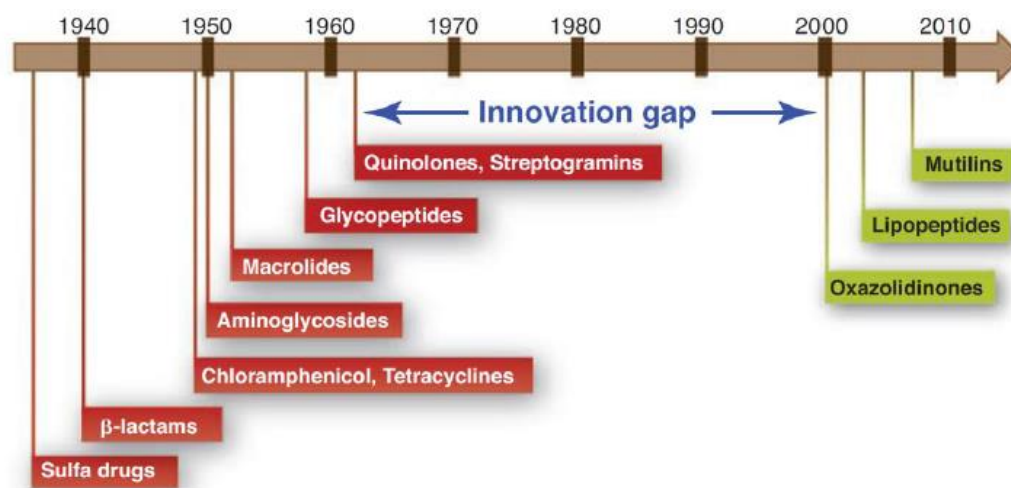 1940 1950 1960 1970 1980 1990 2000 2010
Innovation gap
Quinolones, Streptogramins
Mutilins
Glycopeptides
Lipopeptides
Macrolides
Oxazolidinones
Aminoglycosides
Chloramphenicol, Tetracyclines
β-lactams
Sulfa drugs